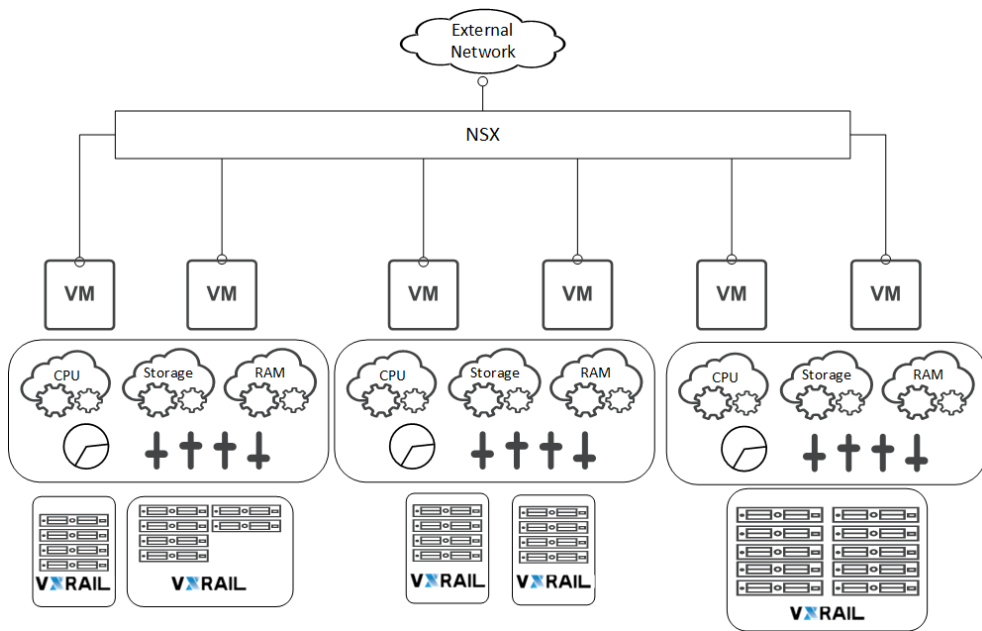 External
Network
NSX
VM
VM
VM
VM
VM
VM
CPU
Storage
RAM
CPU
Storage
RAM
CPU
Storage
RAM
VXRAIL
VXRAIL
VXRAIL
VXRAIL
VXRAIL